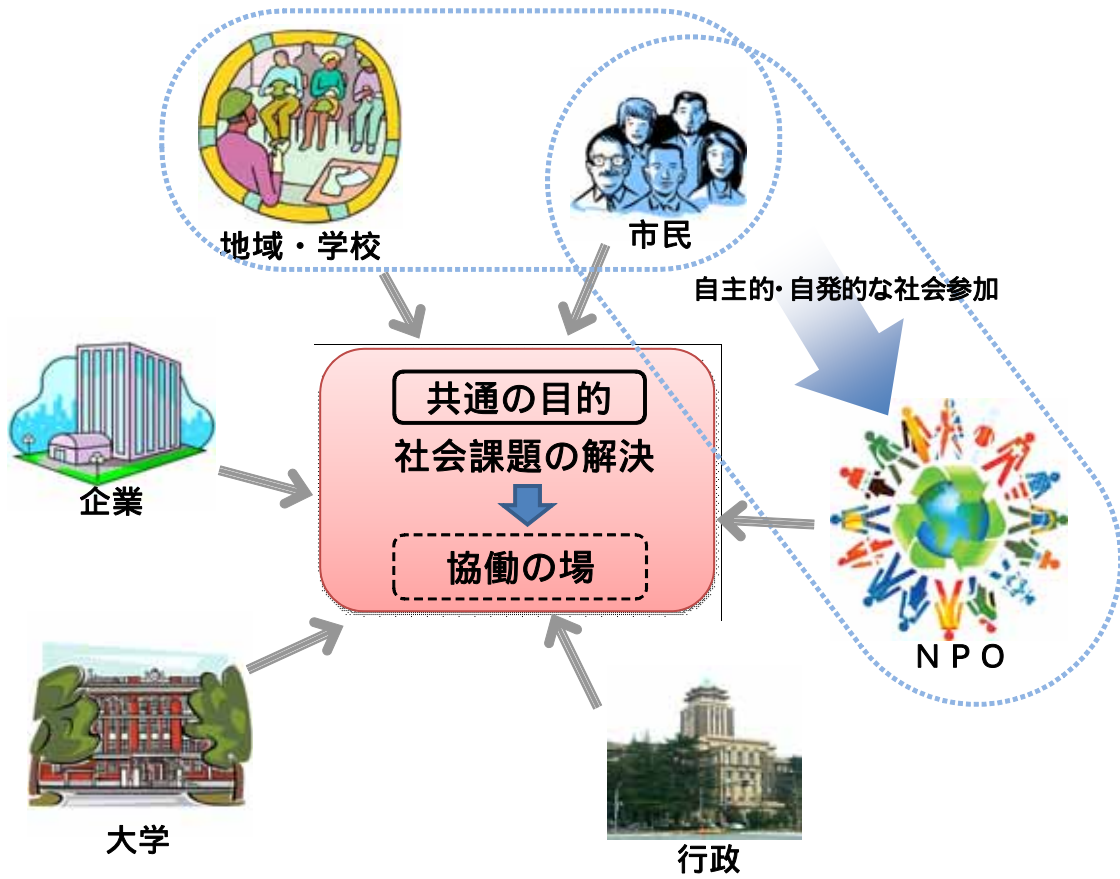 地域・学校
市民
自主的・自発的な社会参加
共通の目的
社会課題の解決
協働の場
企業
ＮＰＯ
大学
行政